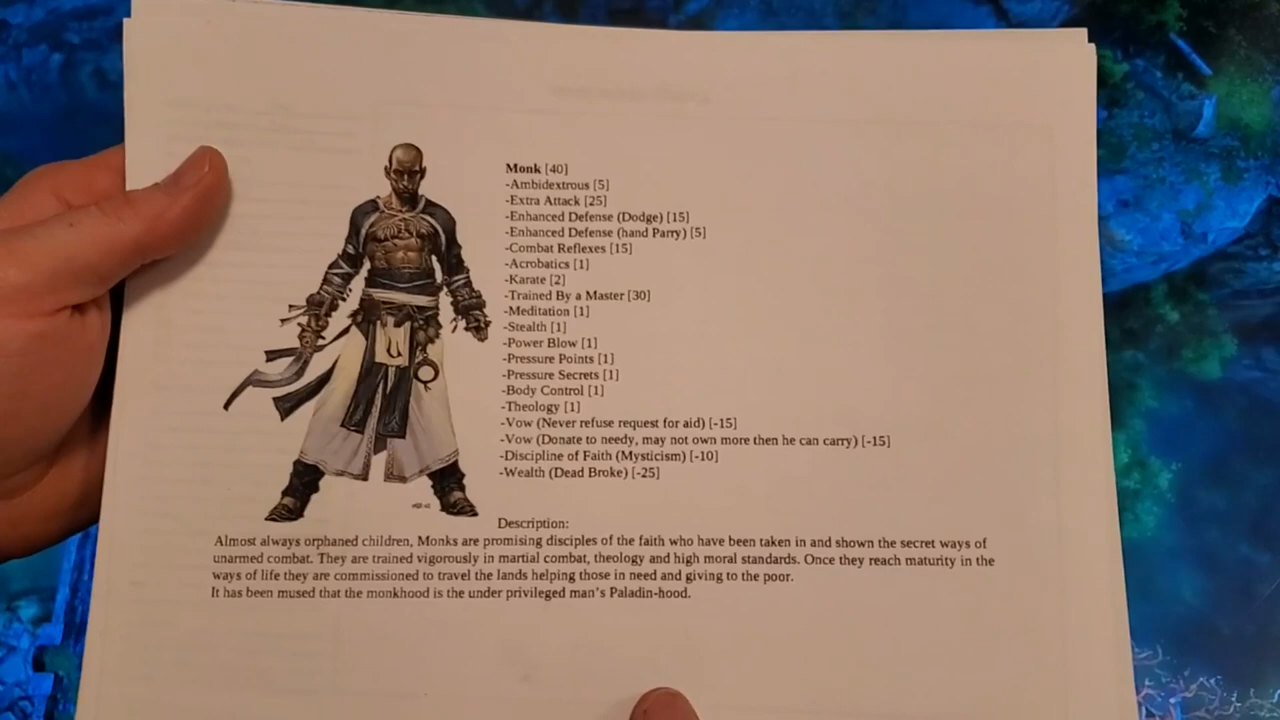 Monk [40]
-Ambidextrous [5]
-Extra Attack [25]
-Enhanced Defense (Dodge) [15]
-Enhanced Defense (hand Parry) [5]
-Combat Reflexes [15]
-Acrobatics [1]
-Karate [2]
-Trained By a Master [30]
-Meditation [1]
-Stealth [1]
-Power Blow [1]
-Pressure Points [1]
-Pressure Secrets [1]
-Body Control [1]
-Theology [1]
-Vow (Never refuse request for aid) [-15]
-Vow (Donate to needy, may not own more then he can carry) [-15]
-Discipline of Faith (Mysticism) [-10]
-Wealth (Dead Broke) [-25]
Description:
Almost always orphaned children, Monks are promising disciples of the faith who have been taken in and shown the secret ways of
unarmed combat. They are trained vigorously in martial combat, theology and high moral standards. Once they reach maturity in the
ways of life they are commissioned to travel the lands helping those in need and giving to the poor.
It has been mused that the monkhood is the under privileged man's Paladin-hood.